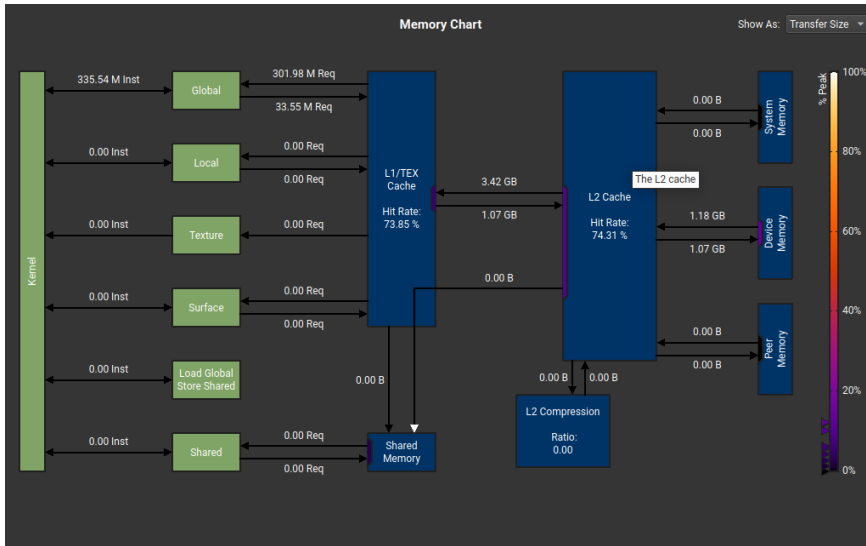 Memory Chart
Show As: Transfer Size
Kernel
335.54 M Inst
Global
301.98 M Req
33.55 M Req
0.00 Inst
Local
0.00 Req
0.00 Req
0.00 Inst
Texture
0.00 Req
0.00 Inst
Surface
0.00 Req
0.00 Req
0.00 Inst
Load Global
Store Shared
0.00 Inst
Shared
0.00 Req
0.00 Req
L1/TEX
Cache
Hit Rate:
73.85 %
3.42 GB
1.07 GB
0.00 B
0.00 B
Shared
Memory
L2 Cache
Hit Rate:
74.31 %
The L2 cache
0.00 B
0.00 B
L2 Compression
Ratio:
0.00
0.00 B
0.00 B
System
Memory
1.18 GB
1.07 GB
Device
Memory
0.00 B
0.00 B
Peer
Memory
% Peak
100%
80%
60%
40%
20%
0%